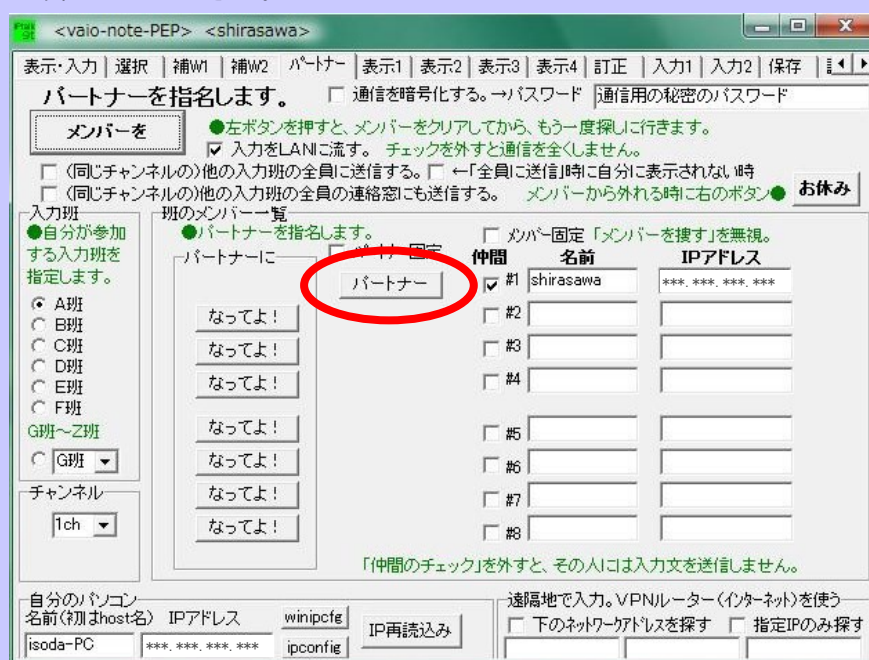 <vaio-note-PEP> <shirasawa>
表示・入力 選択 補W1 補W2 パートナー 表示1 表示2 表示3 表示4 訂正 入力1 入力2 保存
パートナーを指名します。 通信を暗号化する。→パスワード 通信用の秘密のパスワード
メンバーを ●左ボタンを押すと、メンバーをクリアしてから、もう一度探しに行きます。
入力をLANに流す。 チェックを外すと通信を全くしません。
(同じチャンネルの)他の入力班の全員に送信する。 ←「全員に送信」時に自分に表示されない時
(同じチャンネルの)他の入力班の全員の連絡窓にも送信する。 メンバーから外れる時に右のボタン● お休み
入力班 班のメンバー一覧
●自分が参加する入力班を指定します。
●パートナーを指名します。 メンバー固定「メンバーを捜す」を無視。
パートナーに パートナー固定 仲間 名前 IPアドレス
パートナー #1 shirasawa ***.***.***.***
A班
B班 なってよ! #2
C班 なってよ! #3
D班
E班 なってよ! #4
F班
G班~Z班 なってよ! #5
G班 なってよ! #6
チャンネル なってよ! #7
1ch なってよ! #8
「仲間のチェック」を外すと、その人には入力文を送信しません。
自分のパソコン 遠隔地で入力。VPNルーター(インターネット)を使う
名前(初はhost名) IPアドレス winipcfg IP再読込み 下のネットワークアドレスを探す 指定IPのみ探す
isoda-PC ***.***.***.*** ipconfig